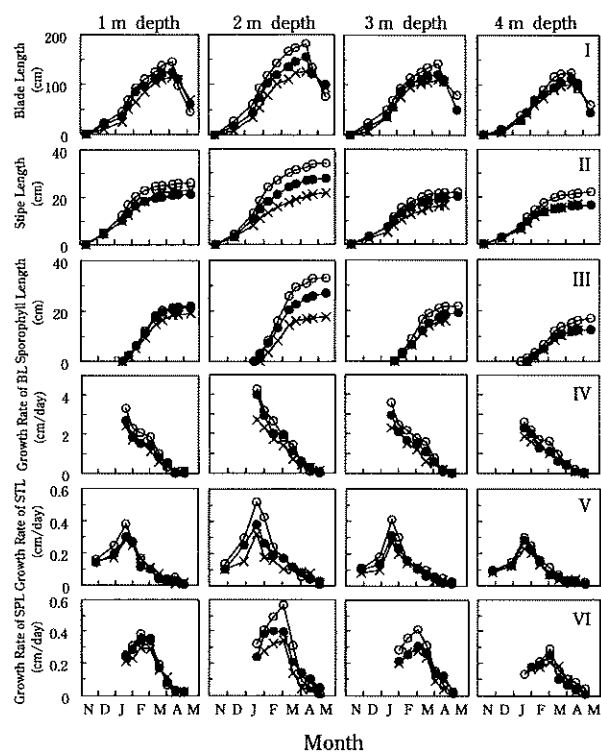 1 m depth 2 m depth 3 m depth 4 m depth
Blade Length
(cm)
200
100
0
I
Stipe Length
(cm)
40
20
0
II
Sporophyll Length
(cm)
40
20
0
III
Growth Rate of BL
(cm/day)
4
2
0
IV
Growth Rate of STL
(cm/day)
0.6
0.4
0.2
0
V
Growth Rate of SPL
(cm/day)
0.6
0.4
0.2
0
VI
N D J F M A M N D J F M A M N D J F M A M N D J F M A M
Month